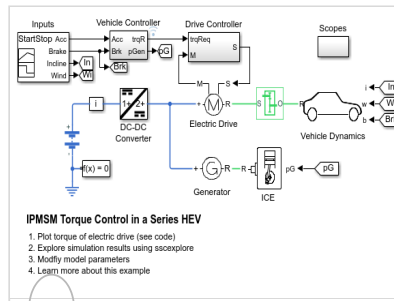 Inputs
Vehicle Controller
Drive Controller
Scopes
StartStop
Acc
Brake
Incline
Wind
In
Wi
Brk
Acc
Brk
trqR
pGen
pG
trqReq
M
S
M
S
i
1+
2+
DC-DC
Converter
+
M
R
Electric Drive
S
O
R
i
w
b
In
Wi
Br
Vehicle Dynamics
+
-
f(x) = 0
+
G
R
R
Generator
ICE
pG
pG
IPMSM Torque Control in a Series HEV
1. Plot torque of electric drive (see code)
2. Explore simulation results using sscexplore
3. Modfiy model parameters
4. Learn more about this example